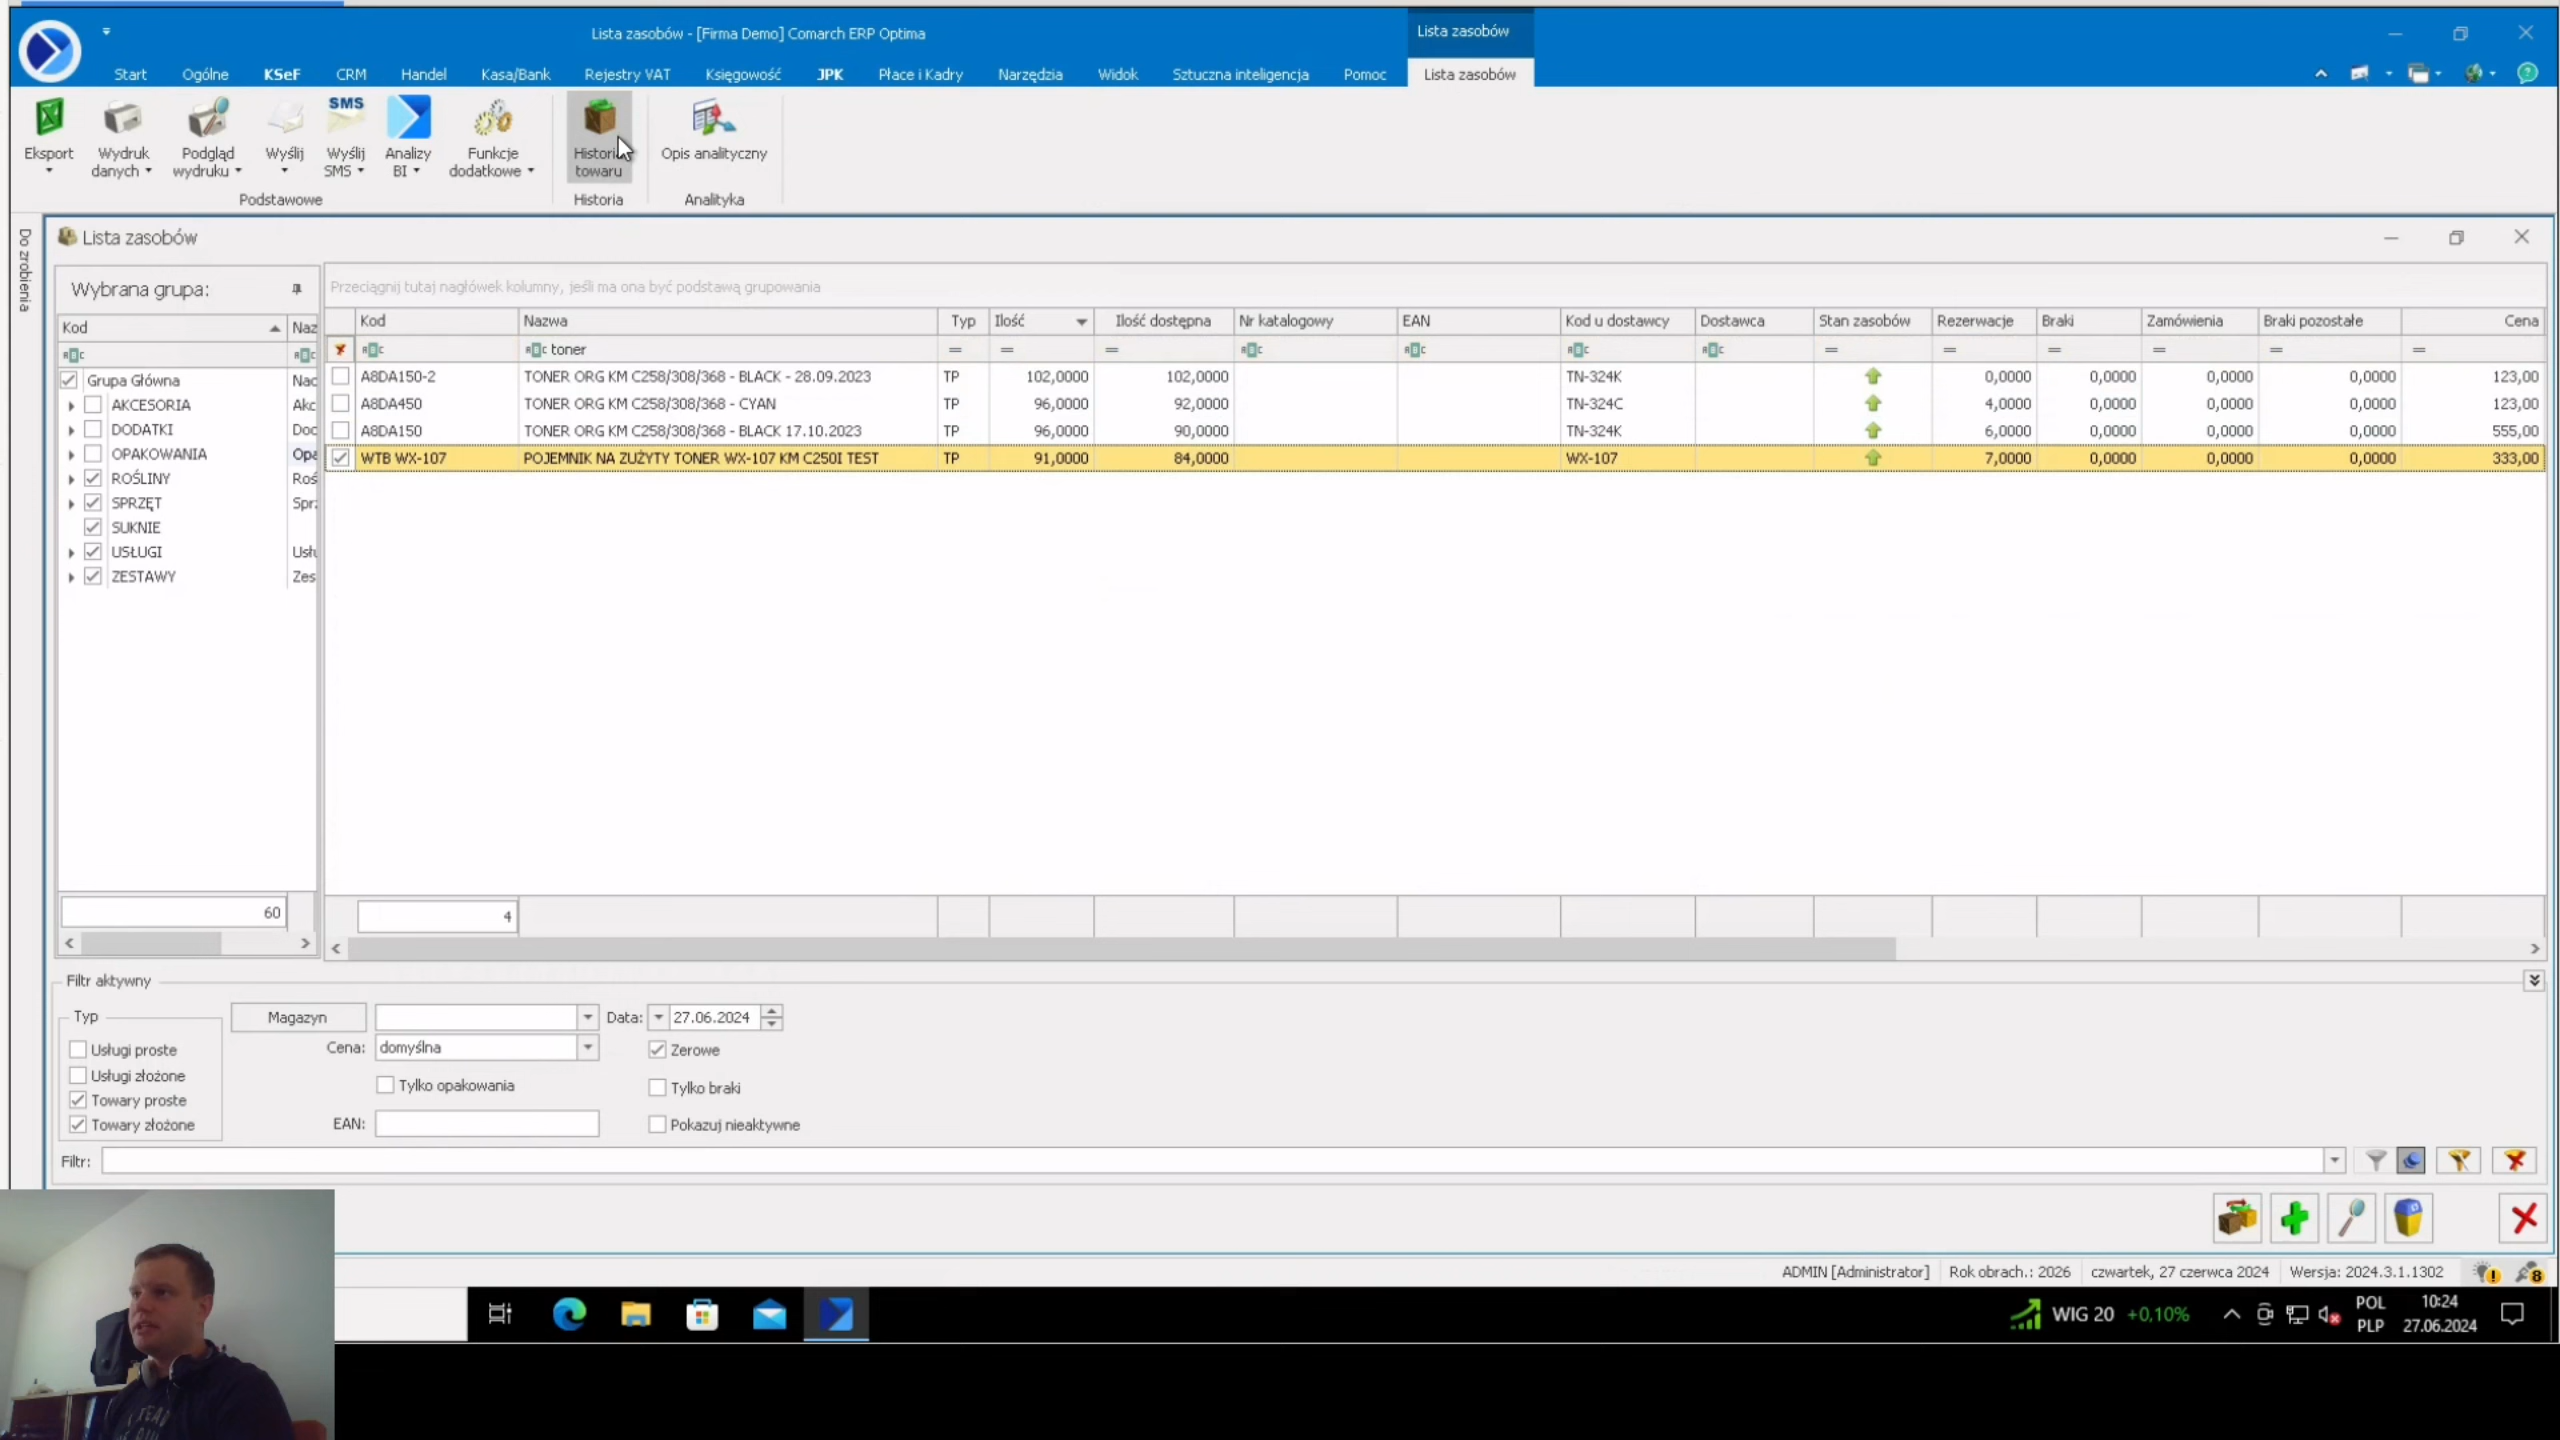 Lista zasobów - [Firma Demo] Comarch ERP Optima
Lista zasobów
Start Ogólne KSeF CRM Handel Kasa/Bank Rejestry VAT Księgowość JPK Płace i Kadry Narzędzia Widok Sztuczna inteligencja Pomoc Lista zasobów
Eksport
Wydruk danych
Podgląd wydruku
Wyślij
SMS
Wyślij SMS
Analizy BI
Funkcje dodatkowe
towaru
Opis analityczny
Podstawowe Historia Analityka
Do zrobienia
Lista zasobów
Wybrana grupa:
Kod Naz
Grupa Główna Nac
AKCESORIA Akc
DODATKI Doc
OPAKOWANIA Opa
ROŚLINY Roś
SPRZĘT Spr
SUKNIE
USŁUGI Usłu
ZESTAWY Zes
60
Przeciągnij tutaj nagłówek kolumny, jeśli ma ona być podstawą grupowania
Kod Nazwa Typ Ilość Ilość dostępna Nr katalogowy EAN Kod u dostawcy Dostawca Stan zasobów Rezerwacje Braki Zamówienia Braki pozostałe Cena
toner = = = = = = = = =
A8DA150-2 TONER ORG KM C258/308/368 - BLACK - 28.09.2023 TP 102,0000 102,0000 TN-324K 0,0000 0,0000 0,0000 0,0000 123,00
A8DA450 TONER ORG KM C258/308/368 - CYAN TP 96,0000 92,0000 TN-324C 4,0000 0,0000 0,0000 0,0000 123,00
A8DA150 TONER ORG KM C258/308/368 - BLACK 17.10.2023 TP 96,0000 90,0000 TN-324K 6,0000 0,0000 0,0000 0,0000 555,00
WTB WX-107 POJEMNIK NA ZUŻYTY TONER WX-107 KM C250I TEST TP 91,0000 84,0000 WX-107 7,0000 0,0000 0,0000 0,0000 333,00
4
Filtr aktywny
Typ
Usługi proste
Usługi złożone
Towary proste
Towary złożone
Magazyn
Data: 27.06.2024
Cena: domyślna
Zerowe
Tylko opakowania
Tylko braki
EAN:
Pokazuj nieaktywne
Filtr:
ADMIN [Administrator] Rok obrach.: 2026 czwartek, 27 czerwca 2024 Wersja: 2024.3.1.1302
8
WIG 20 +0,10%
POL
PLP
10:24
27.06.2024